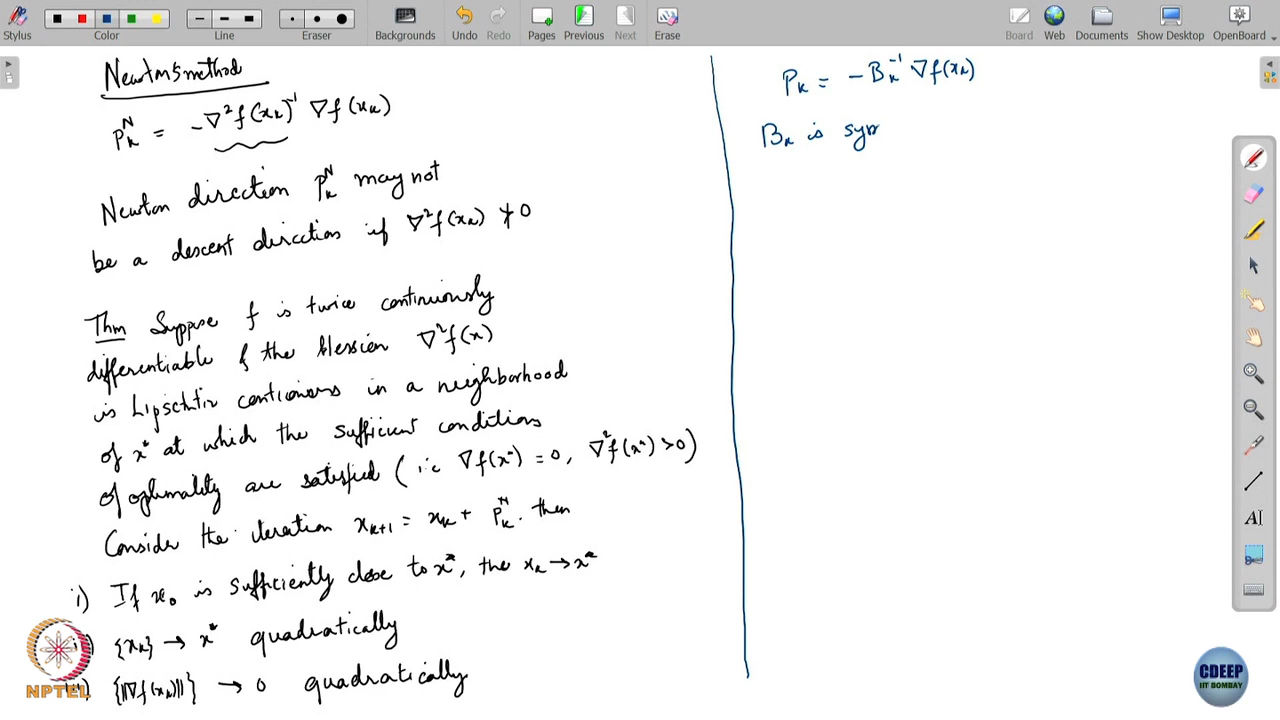 Stylus
Color
Line
Eraser
Backgrounds
Undo
Redo
Pages
Previous
Next
Erase
Board
Web
Documents
Show Desktop
OpenBoard
Newton's method
P_k^N = -∇²f(x_k)^{-1} ∇f(x_k)
Newton direction P_k^N may not
be a descent direction if ∇²f(x_k) ⊁ 0
Thm Suppose f is twice continuously
differentiable & the Hessian ∇²f(x)
is Lipschitz continuous in a neighborhood
of x* at which the sufficient conditions
of optimality are satisfied (i.e ∇f(x*) = 0, ∇²f(x*) > 0)
Consider the iteration x_{k+1} = x_k + P_k^N. then
i) If x_0 is sufficiently close to x*, the x_k → x*
{x_k} → x* quadratically
{||∇f(x_k)||} → 0 quadratically
P_k = -B_k^{-1} ∇f(x_k)
B_k is sym
NPTEL
CDEEP
IIT BOMBAY